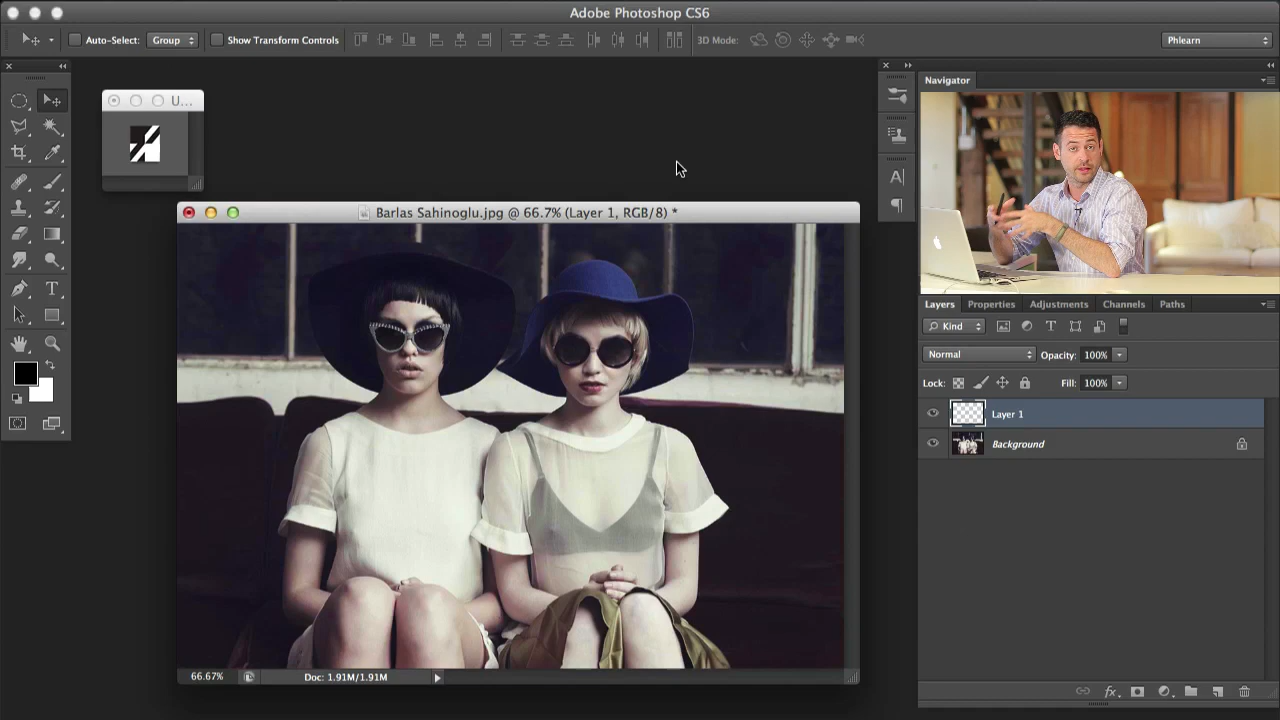 Adobe Photoshop CS6
Auto-Select: Group Show Transform Controls 3D Mode: Phlearn
Navigator
U...
Barlas Sahinoglu.jpg @ 66.7% (Layer 1, RGB/8) *
Layers Properties Adjustments Channels Paths
Kind
Normal Opacity: 100%
Lock: Fill: 100%
Layer 1
Background
66.67% Doc: 1.91M/1.91M